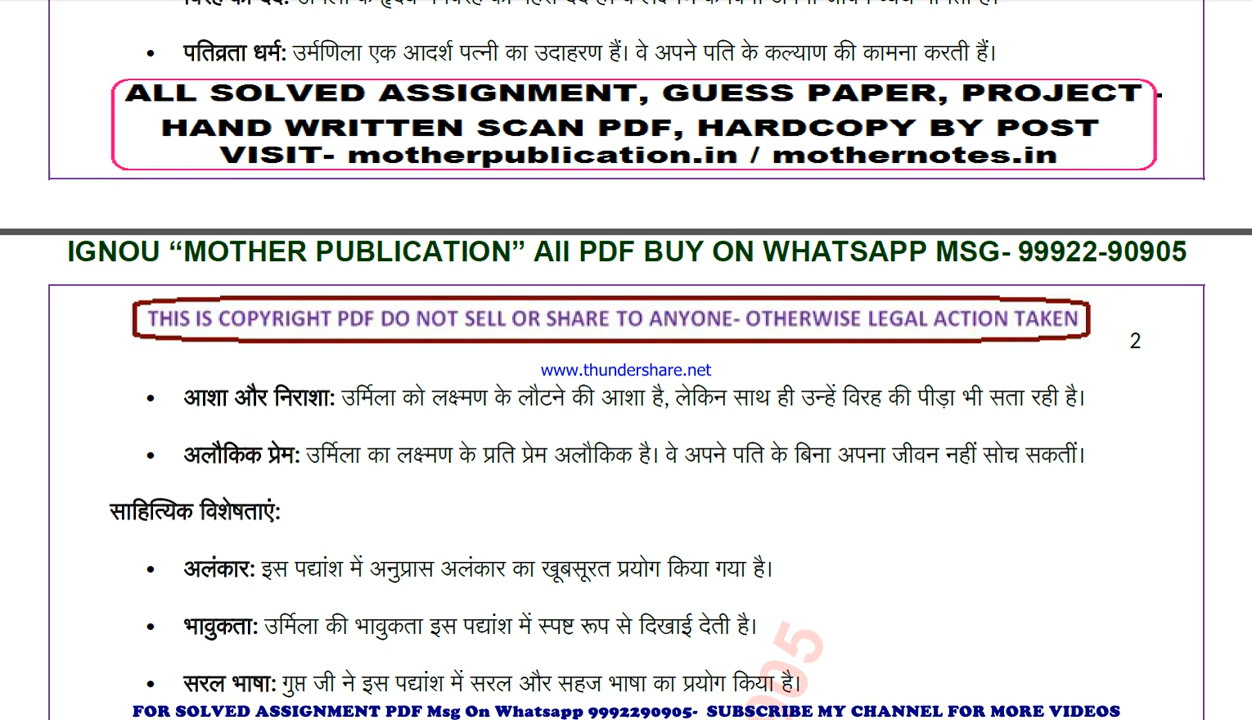 • पतिव्रता धर्म: उर्मणिला एक आदर्श पत्नी का उदाहरण हैं। वे अपने पति के कल्याण की कामना करती हैं।
ALL SOLVED ASSIGNMENT, GUESS PAPER, PROJECT -
HAND WRITTEN SCAN PDF, HARDCOPY BY POST
VISIT- motherpublication.in / mothernotes.in
IGNOU “MOTHER PUBLICATION” All PDF BUY ON WHATSAPP MSG- 99922-90905
THIS IS COPYRIGHT PDF DO NOT SELL OR SHARE TO ANYONE- OTHERWISE LEGAL ACTION TAKEN
2
www.thundershare.net
• आशा और निराशा: उर्मिला को लक्ष्मण के लौटने की आशा है, लेकिन साथ ही उन्हें विरह की पीड़ा भी सता रही है।
• अलौकिक प्रेम: उर्मिला का लक्ष्मण के प्रति प्रेम अलौकिक है। वे अपने पति के बिना अपना जीवन नहीं सोच सकतीं।
साहित्यिक विशेषताएं:
• अलंकार: इस पद्यांश में अनुप्रास अलंकार का खूबसूरत प्रयोग किया गया है।
• भावुकता: उर्मिला की भावुकता इस पद्यांश में स्पष्ट रूप से दिखाई देती है।
• सरल भाषा: गुप्त जी ने इस पद्यांश में सरल और सहज भाषा का प्रयोग किया है।
FOR SOLVED ASSIGNMENT PDF Msg On Whatsapp 9992290905- SUBSCRIBE MY CHANNEL FOR MORE VIDEOS